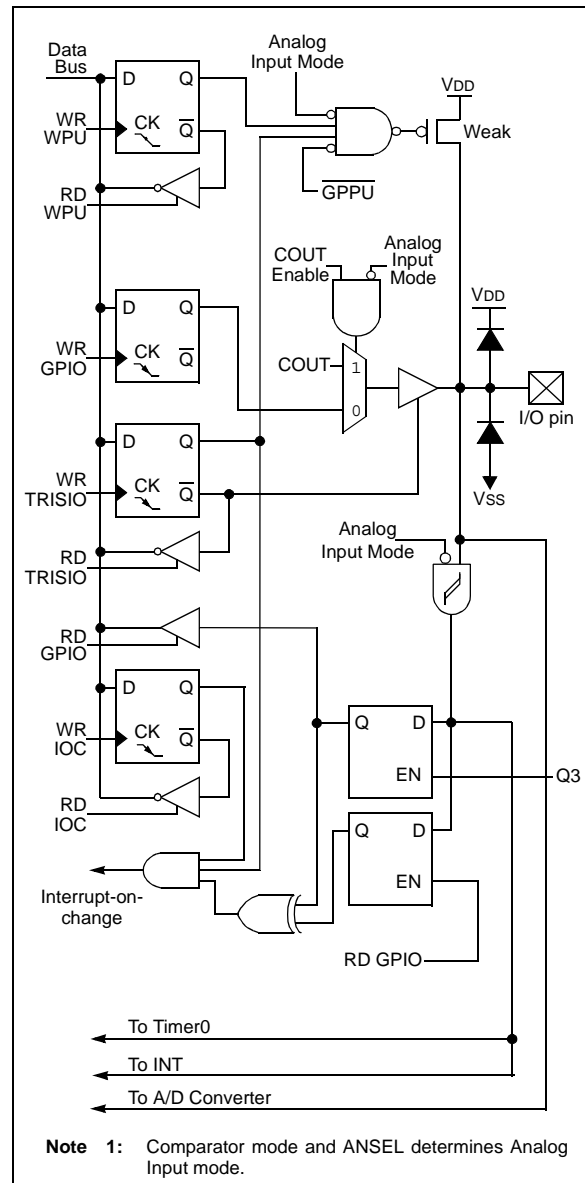 Analog
Input Mode
Data
Bus
VDD
D Q
WR
WPU
CK Q
Weak
RD
WPU
GPPU
Analog
Input
Mode
COUT
Enable
VDD
D Q
WR
GPIO
CK Q
COUT
1
0
I/O pin
D Q
WR
TRISIO
CK Q
VSS
Analog
Input Mode
RD
TRISIO
RD
GPIO
D Q
WR
IOC
CK Q
Q D
EN
Q3
RD
IOC
Q D
EN
Interrupt-on-
change
RD GPIO
To Timer0
To INT
To A/D Converter
Note 1: Comparator mode and ANSEL determines Analog
Input mode.